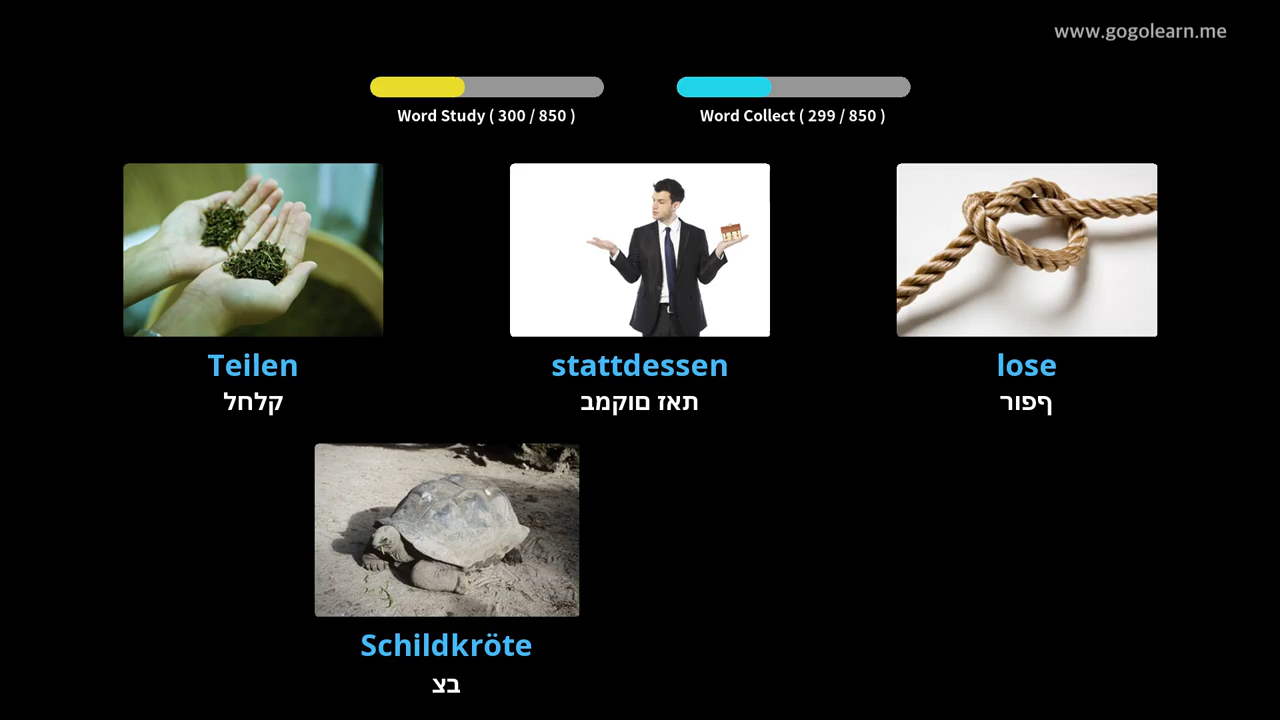 www.gogolearn.me
Word Study ( 300 / 850 )
Word Collect ( 299 / 850 )
Teilen
קלחל
stattdessen
תאז םוקמב
lose
ףפור
Schildkröte
בצ